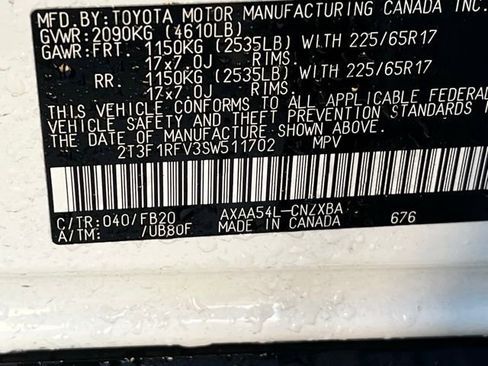 MFD.BY: TOYOTA MOTOR MANUFACTURING CANADA INC.
GVWR: 2090KG (4610LB)
GAWR: FRT. 1150KG (2535LB) WITH 225/65R17
17x7.0J RIMS.
RR. 1150KG (2535LB) WITH 225/65R17
17x7.0J RIMS.
THIS VEHICLE CONFORMS TO ALL APPLICABLE FEDERAL
VEHICLE SAFETY AND THEFT PREVENTION STANDARDS
THE DATE OF MANUFACTURE SHOWN ABOVE.
2T3F1RFV3SW511702 MPV
C/TR: 040/FB20 AXAA54L-CNZXBA
A/TM: /UB80F MADE IN CANADA 676